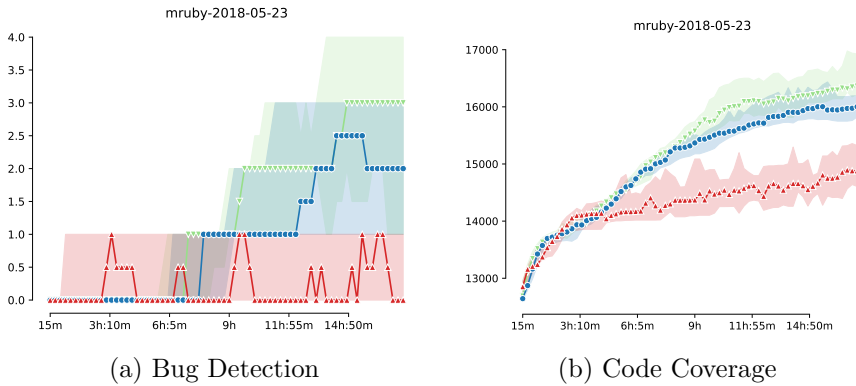 mruby-2018-05-23
4.0
3.5
3.0
2.5
2.0
1.5
1.0
0.5
0.0
15m 3h:10m 6h:5m 9h 11h:55m 14h:50m
(a) Bug Detection
mruby-2018-05-23
17000
16000
15000
14000
13000
15m 3h:10m 6h:5m 9h 11h:55m 14h:50m
(b) Code Coverage